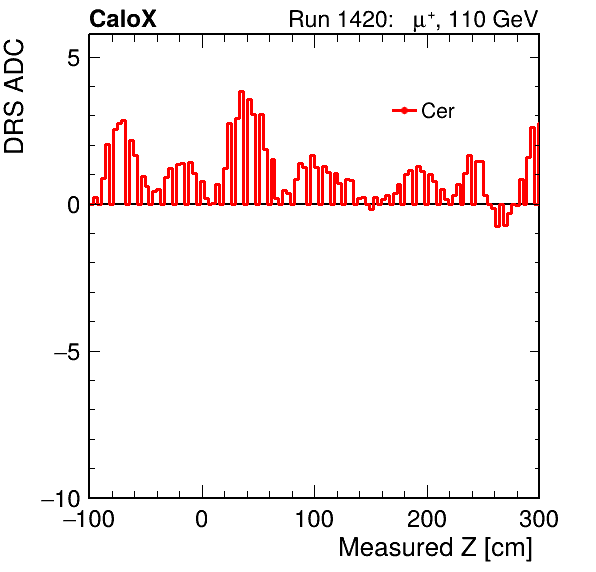 CaloX Run 1420: μ⁺, 110 GeV
DRS ADC
5
Cer
0
−5
−10
−100 0 100 200 300
Measured Z [cm]